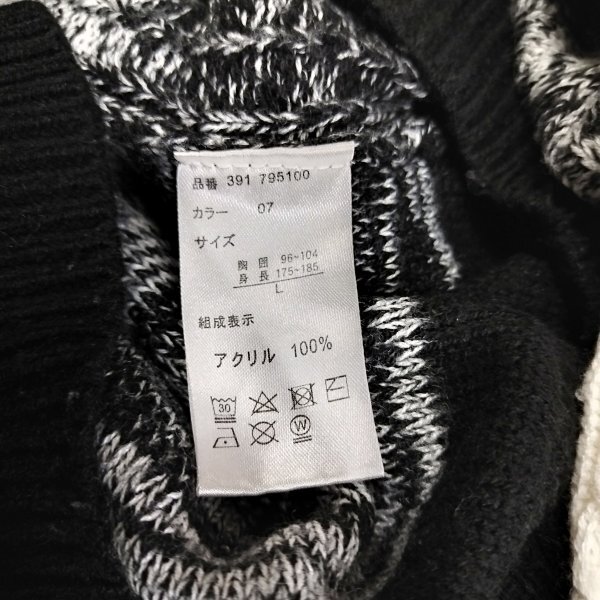 品番 391 795100
カラー 07
サイズ
胸囲 96~104
身長 175~185
L
組成表示
アクリル 100%
30
W